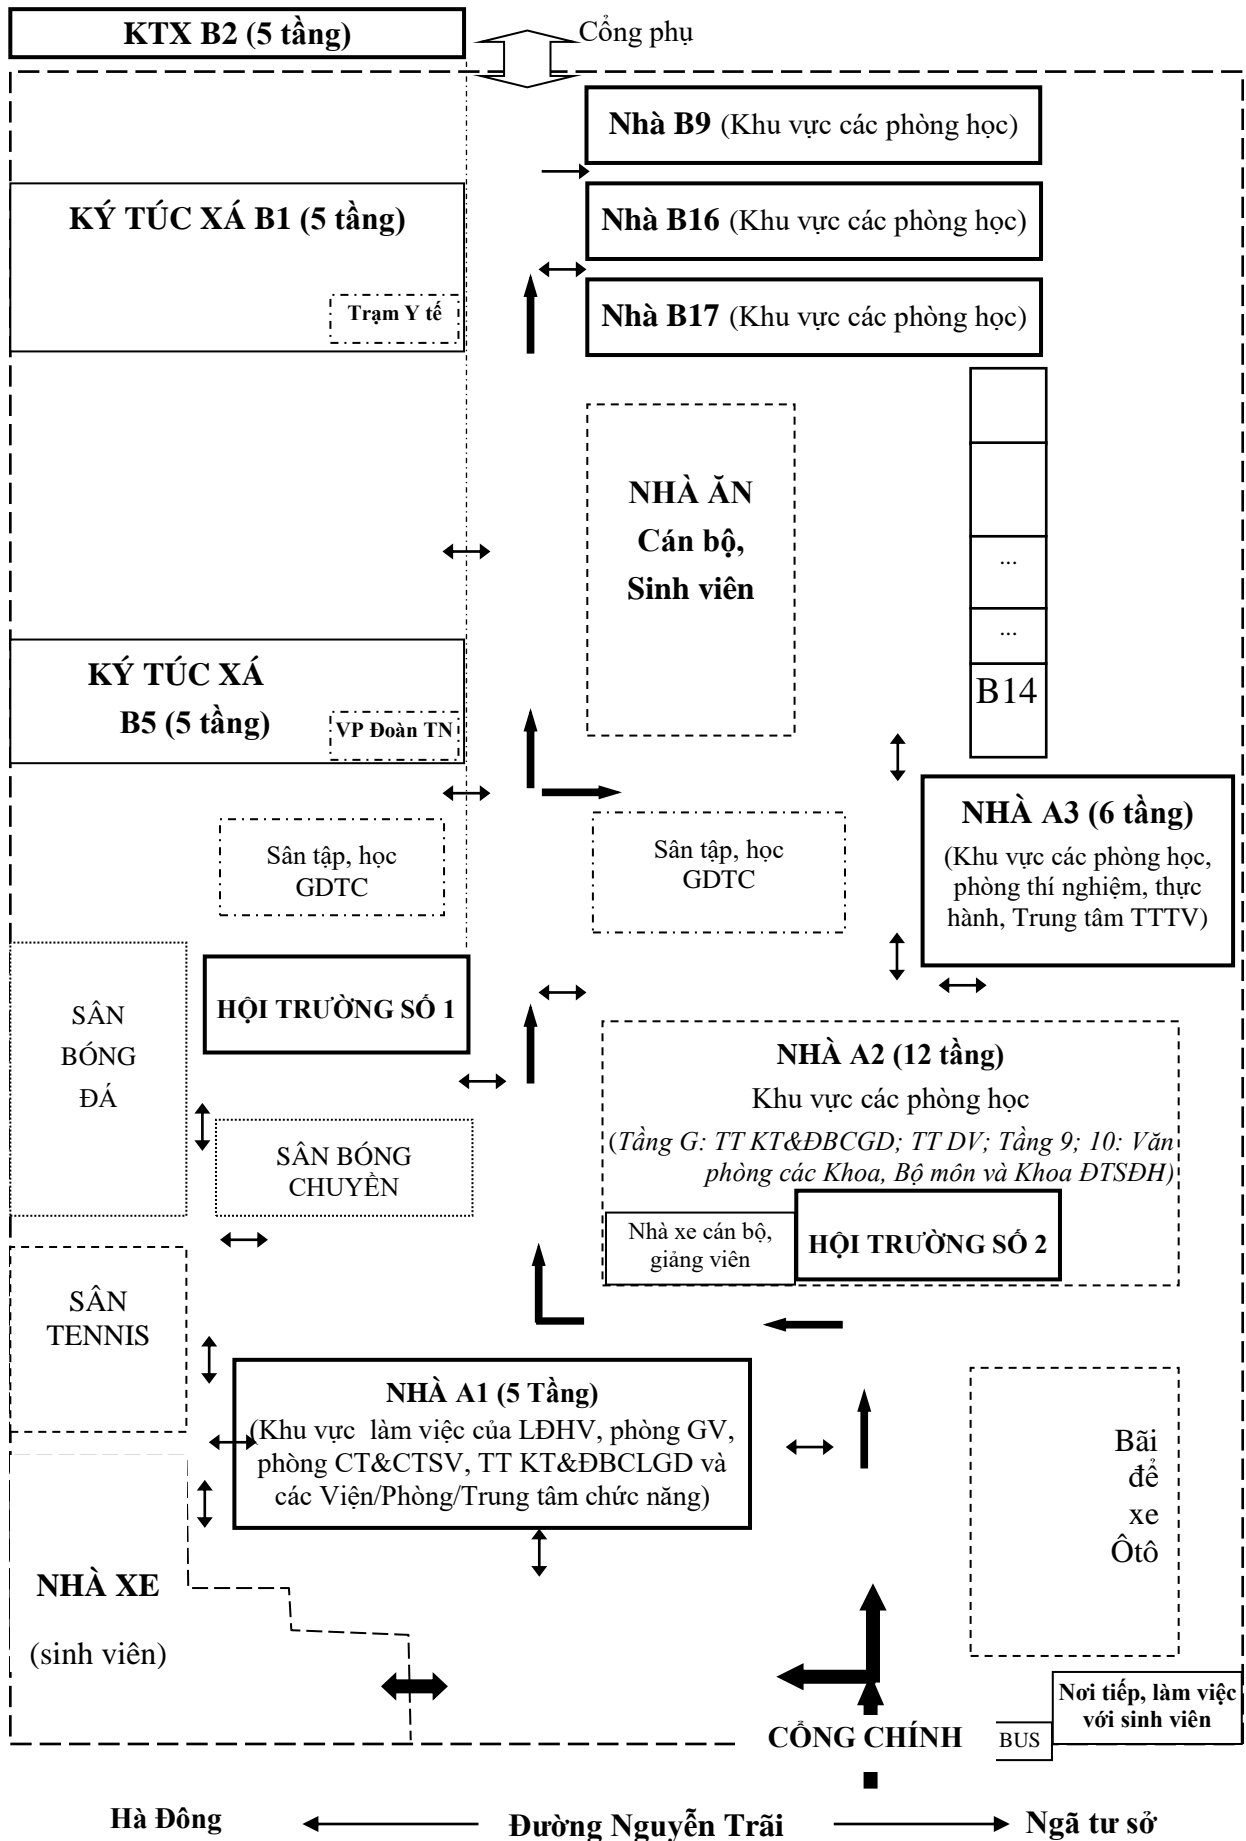 KTX B2 (5 tầng)
Cổng phụ
Nhà B9 (Khu vực các phòng học)
KÝ TÚC XÁ B1 (5 tầng)
Nhà B16 (Khu vực các phòng học)
Trạm Y tế
Nhà B17 (Khu vực các phòng học)
NHÀ ĂN
Cán bộ,
Sinh viên
...
...
B14
KÝ TÚC XÁ
B5 (5 tầng)
VP Đoàn TN
NHÀ A3 (6 tầng)
(Khu vực các phòng học,
phòng thí nghiệm, thực
hành, Trung tâm TTTV)
Sân tập, học
GDTC
Sân tập, học
GDTC
SÂN
BÓNG
ĐÁ
HỘI TRƯỜNG SỐ 1
NHÀ A2 (12 tầng)
Khu vực các phòng học
(Tầng G: TT KT&ĐBCGD; TT DV; Tầng 9; 10: Văn
phòng các Khoa, Bộ môn và Khoa ĐTSĐH)
SÂN BÓNG
CHUYỀN
Nhà xe cán bộ,
giảng viên
HỘI TRƯỜNG SỐ 2
SÂN
TENNIS
NHÀ A1 (5 Tầng)
(Khu vực làm việc của LĐHV, phòng GV,
phòng CT&CTSV, TT KT&ĐBCLGD và
các Viện/Phòng/Trung tâm chức năng)
Bãi
để
xe
Ôtô
NHÀ XE
(sinh viên)
Nơi tiếp, làm việc
với sinh viên
CỔNG CHÍNH
BUS
Hà Đông
Đường Nguyễn Trãi
Ngã tư sở